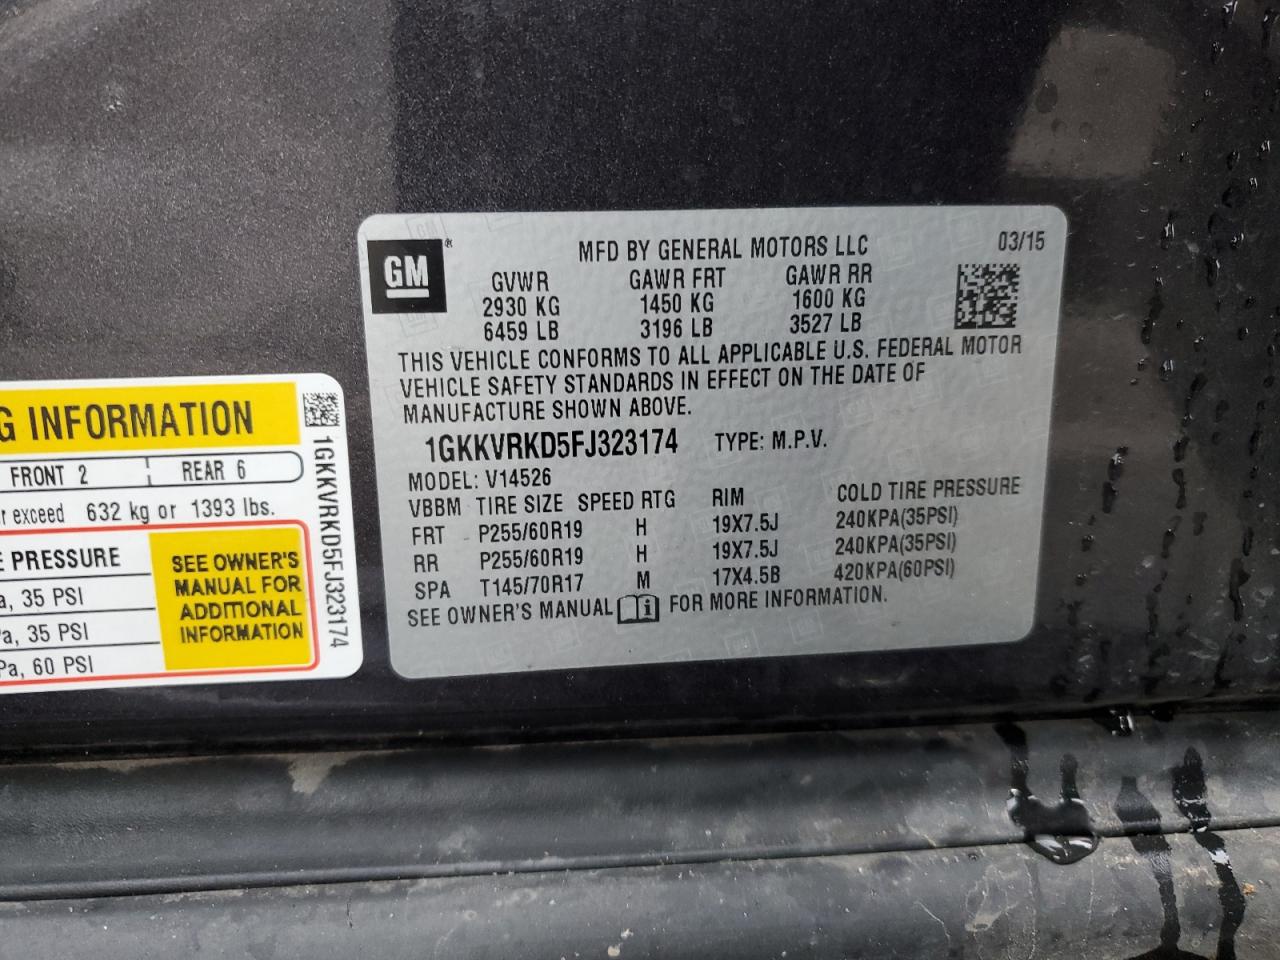 GM
®
MFD BY GENERAL MOTORS LLC
03/15
GVWR GAWR FRT GAWR RR
2930 KG 1450 KG 1600 KG
6459 LB 3196 LB 3527 LB
THIS VEHICLE CONFORMS TO ALL APPLICABLE U.S. FEDERAL MOTOR
VEHICLE SAFETY STANDARDS IN EFFECT ON THE DATE OF
MANUFACTURE SHOWN ABOVE.
1GKKVRKD5FJ323174 TYPE: M.P.V.
MODEL: V14526
VBBM TIRE SIZE SPEED RTG RIM COLD TIRE PRESSURE
FRT P255/60R19 H 19X7.5J 240KPA(35PSI)
RR P255/60R19 H 19X7.5J 240KPA(35PSI)
SPA T145/70R17 M 17X4.5B 420KPA(60PSI)
SEE OWNER'S MANUAL FOR MORE INFORMATION.
G INFORMATION
FRONT 2 REAR 6
r exceed 632 kg or 1393 lbs.
E PRESSURE
a, 35 PSI
Pa, 35 PSI
Pa, 60 PSI
SEE OWNER'S
MANUAL FOR
ADDITIONAL
INFORMATION
1GKKVRKD5FJ323174